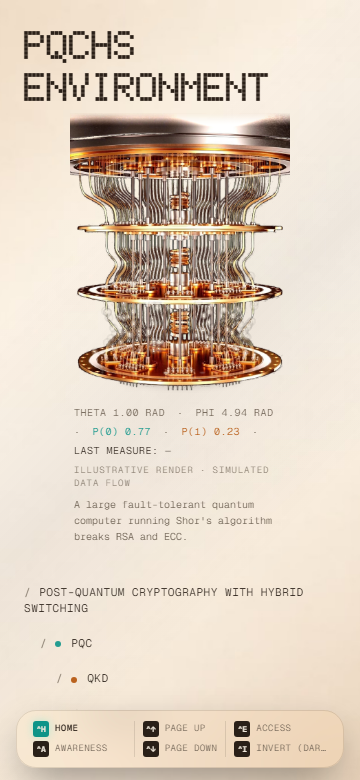 PQCHS
ENVIRONMENT
THETA 1.00 RAD · PHI 4.94 RAD
· P(0) 0.77 · P(1) 0.23 ·
LAST MEASURE: —
ILLUSTRATIVE RENDER · SIMULATED
DATA FLOW
A large fault-tolerant quantum
computer running Shor's algorithm
breaks RSA and ECC.
/ POST-QUANTUM CRYPTOGRAPHY WITH HYBRID
SWITCHING
/ PQC
/ QKD
^H HOME ^↑ PAGE UP ^E ACCESS
^A AWARENESS ^↓ PAGE DOWN ^I INVERT (DAR…